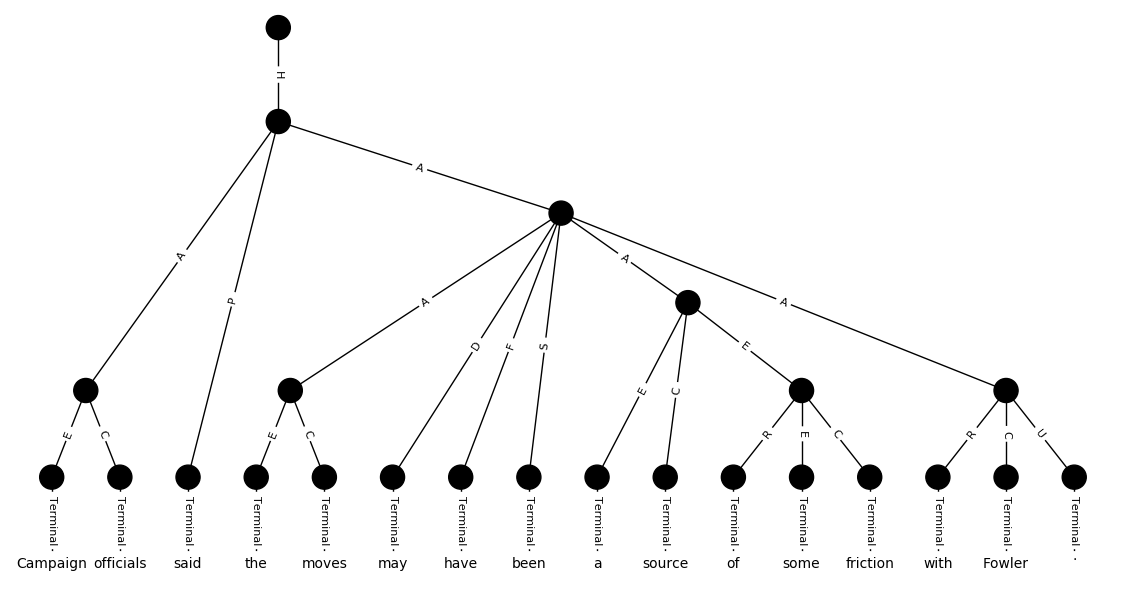 H
A
A
P
A
A
A
D
F
S
E
E
C
E
C
E
C
R
E
C
R
C
U
Terminal Terminal Terminal Terminal Terminal Terminal Terminal Terminal Terminal Terminal Terminal Terminal Terminal Terminal Terminal Terminal
Campaign officials said the moves may have been a source of some friction with Fowler .